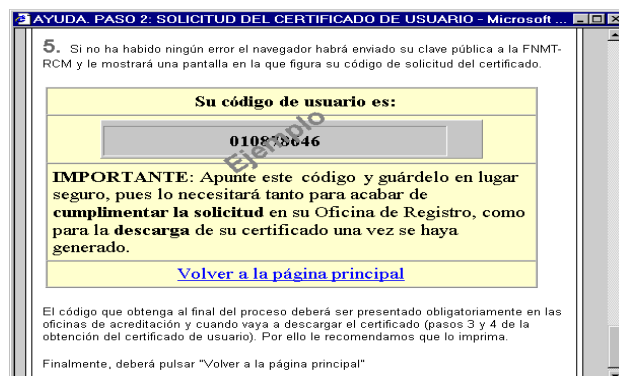 AYUDA. PASO 2: SOLICITUD DEL CERTIFICADO DE USUARIO - Microsoft ...
5. Si no ha habido ningún error el navegador habrá enviado su clave pública a la FNMT-
RCM y le mostrará una pantalla en la que figura su código de solicitud del certificado.
Su código de usuario es:
010878646
Ejemplo
IMPORTANTE: Apunte este código y guárdelo en lugar
seguro, pues lo necesitará tanto para acabar de
cumplimentar la solicitud en su Oficina de Registro, como
para la descarga de su certificado una vez se haya
generado.
Volver a la página principal
El código que obtenga al final del proceso deberá ser presentado obligatoriamente en las
oficinas de acreditación y cuando vaya a descargar el certificado (pasos 3 y 4 de la
obtención del certificado de usuario). Por ello le recomendamos que lo imprima.
Finalmente, deberá pulsar "Volver a la página principal"